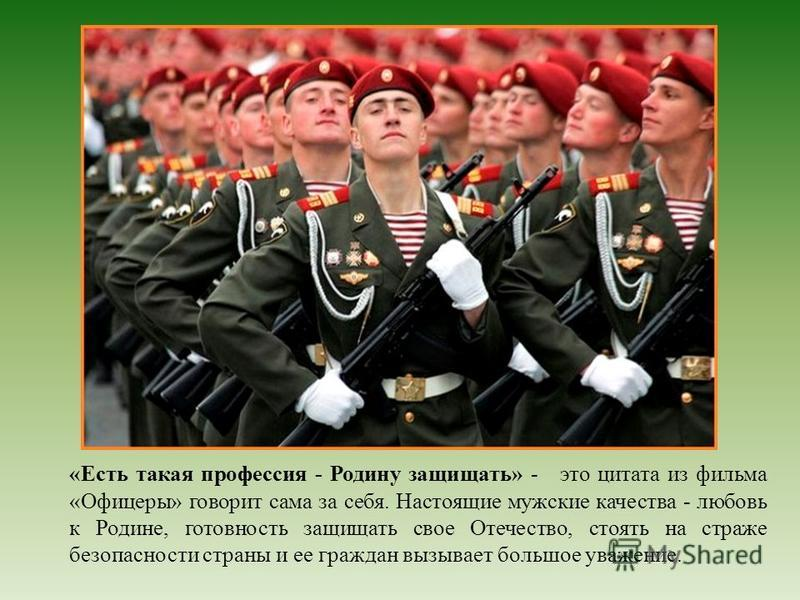 «Есть такая профессия - Родину защищать» - это цитата из фильма
«Офицеры» говорит сама за себя. Настоящие мужские качества - любовь
к Родине, готовность защищать свое Отечество, стоять на страже
безопасности страны и ее граждан вызывает большое уважение.
MyShared